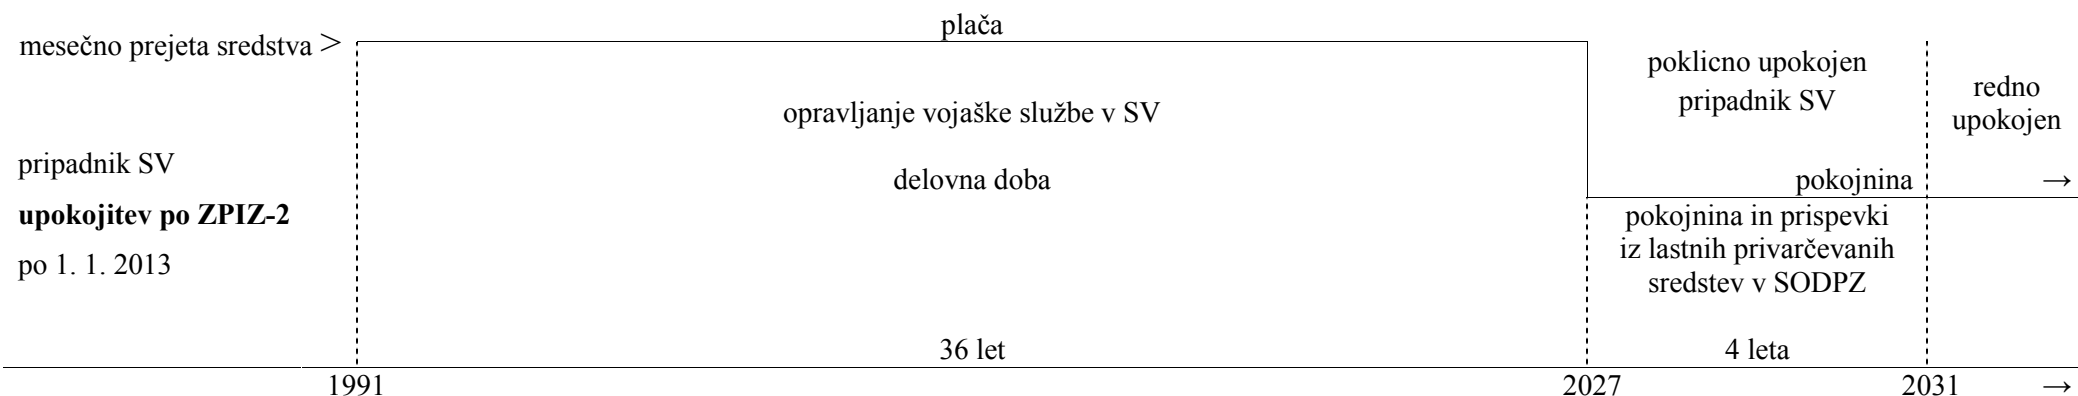 plača
mesečno prejeta sredstva >
poklicno upokojen
pripadnik SV
redno
upokojen
opravljanje vojaške službe v SV
pripadnik SV
delovna doba
pokojnina
→
upokojitev po ZPIZ-2
pokojnina in prispevki
iz lastnih privarčevanih
sredstev v SODPZ
po 1. 1. 2013
36 let
4 leta
1991
2027
2031
→